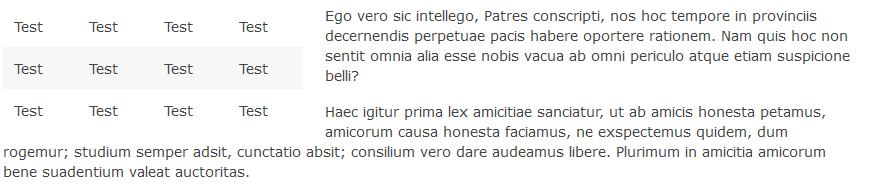 Test Test Test Test
Test Test Test Test
Test Test Test Test
Ego vero sic intellego, Patres conscripti, nos hoc tempore in provinciis
decernendis perpetuae pacis habere oportere rationem. Nam quis hoc non
sentit omnia alia esse nobis vacua ab omni periculo atque etiam suspicione
belli?
Haec igitur prima lex amicitiae sanciatur, ut ab amicis honesta petamus,
amicorum causa honesta faciamus, ne exspectemus quidem, dum
rogemur; studium semper adsit, cunctatio absit; consilium vero dare audeamus libere. Plurimum in amicitia amicorum
bene suadentium valeat auctoritas.